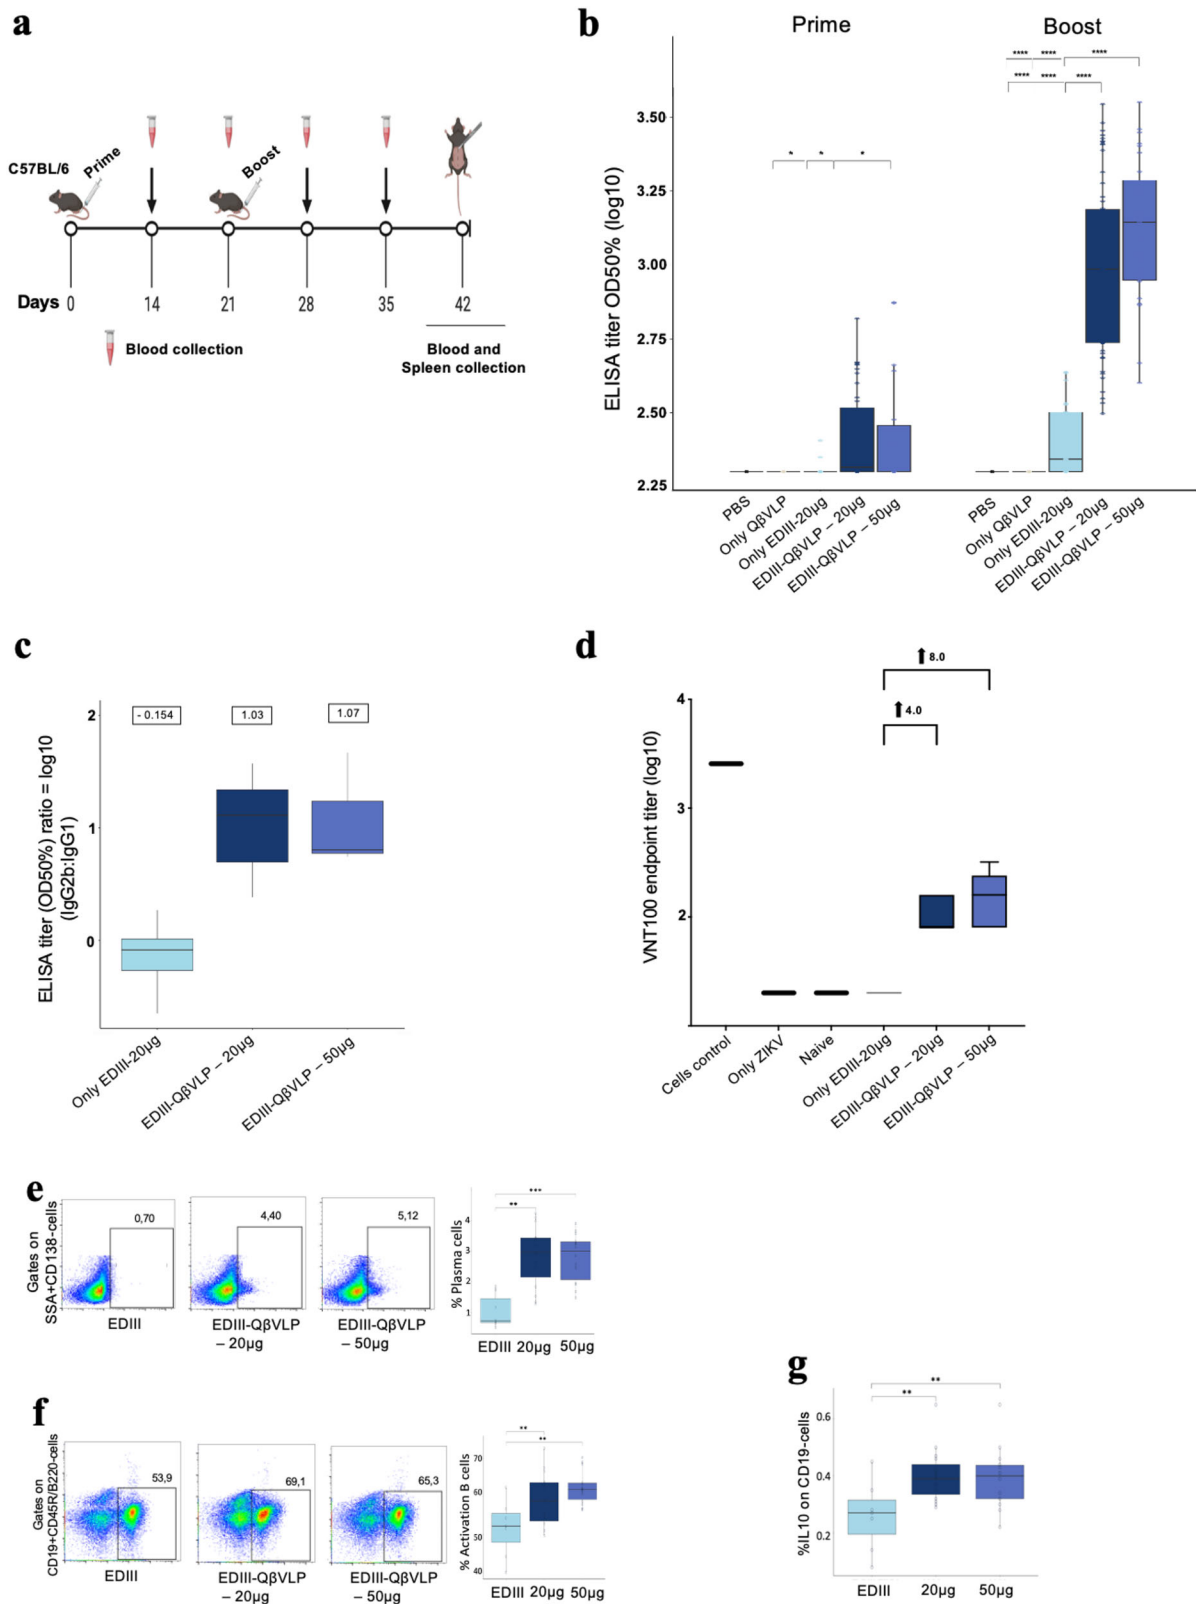 a
C57BL/6
Prime
Boost
Days 0 14 21 28 35 42
Blood collection
Blood and
Spleen collection
b
Prime Boost
**** **** ****
**** **** ****
* * *
ELISA titer OD50% (log10)
3.50
3.25
3.00
2.75
2.50
2.25
PBS
Only QβVLP
Only EDIII-20µg
EDIII-QβVLP – 20µg
EDIII-QβVLP – 50µg
PBS
Only QβVLP
Only EDIII-20µg
EDIII-QβVLP – 20µg
EDIII-QβVLP – 50µg
c
ELISA titer (OD50%) ratio = log10
(IgG2b:IgG1)
2
1
0
- 0.154 1.03 1.07
Only EDIII-20µg
EDIII-QβVLP – 20µg
EDIII-QβVLP – 50µg
d
8.0
4.0
VNT100 endpoint titer (log10)
4
3
2
Cells control
Only ZIKV
Naive
Only EDIII-20µg
EDIII-QβVLP – 20µg
EDIII-QβVLP – 50µg
e
Gates on
SSA+CD138-cells
0,70 4,40 5,12
EDIII
EDIII-QβVLP
– 20µg
EDIII-QβVLP
– 50µg
% Plasma cells
***
**
4
3
2
1
EDIII 20µg 50µg
f
Gates on
CD19+CD45R/B220-cells
53,9 69,1 65,3
EDIII
EDIII-QβVLP
– 20µg
EDIII-QβVLP
– 50µg
% Activation B cells
**
**
70
60
50
40
EDIII 20µg 50µg
g
%IL10 on CD19-cells
**
**
0.6
0.4
0.2
EDIII 20µg 50µg